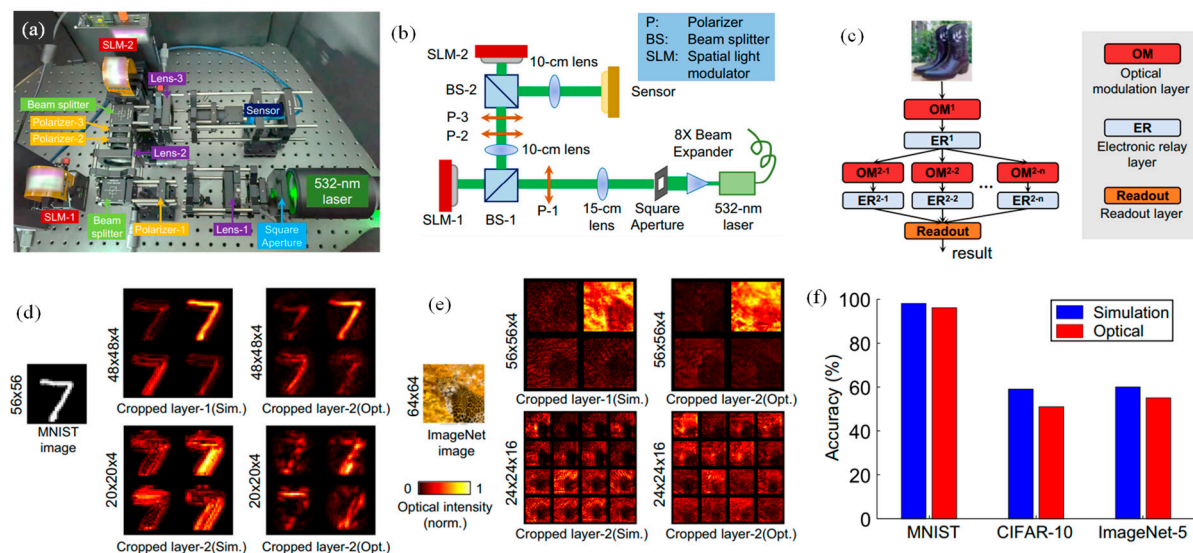 (a)
SLM-2
Lens-3
Beam splitter
Sensor
Polarizer-3
Polarizer-2
Lens-2
532-nm
laser
SLM-1
Beam
splitter
Polarizer-1
Lens-1
Square
Aperture
(b)
P: Polarizer
BS: Beam splitter
SLM: Spatial light
modulator
SLM-2
10-cm lens
BS-2
Sensor
P-3
P-2
8X Beam
Expander
10-cm lens
SLM-1
BS-1
P-1
15-cm
lens
Square
Aperture
532-nm
laser
(c)
OM¹
ER¹
OM²⁻¹ OM²⁻² OM²⁻ⁿ
...
ER²⁻¹ ER²⁻² ER²⁻ⁿ
Readout
result
OM
Optical
modulation layer
ER
Electronic relay
layer
Readout
Readout layer
(d)
56x56
MNIST
image
48x48x4
Cropped layer-1(Sim.)
48x48x4
Cropped layer-2(Opt.)
20x20x4
Cropped layer-2(Sim.)
20x20x4
Cropped layer-2(Opt.)
(e)
64x64
ImageNet
image
0 1
Optical intensity
(norm.)
56x56x4
Cropped layer-1(Sim.)
56x56x4
Cropped layer-2(Opt.)
24x24x16
Cropped layer-2(Sim.)
24x24x16
Cropped layer-2(Opt.)
(f)
Accuracy (%)
100
80
60
40
20
0
Simulation
Optical
MNIST CIFAR-10 ImageNet-5